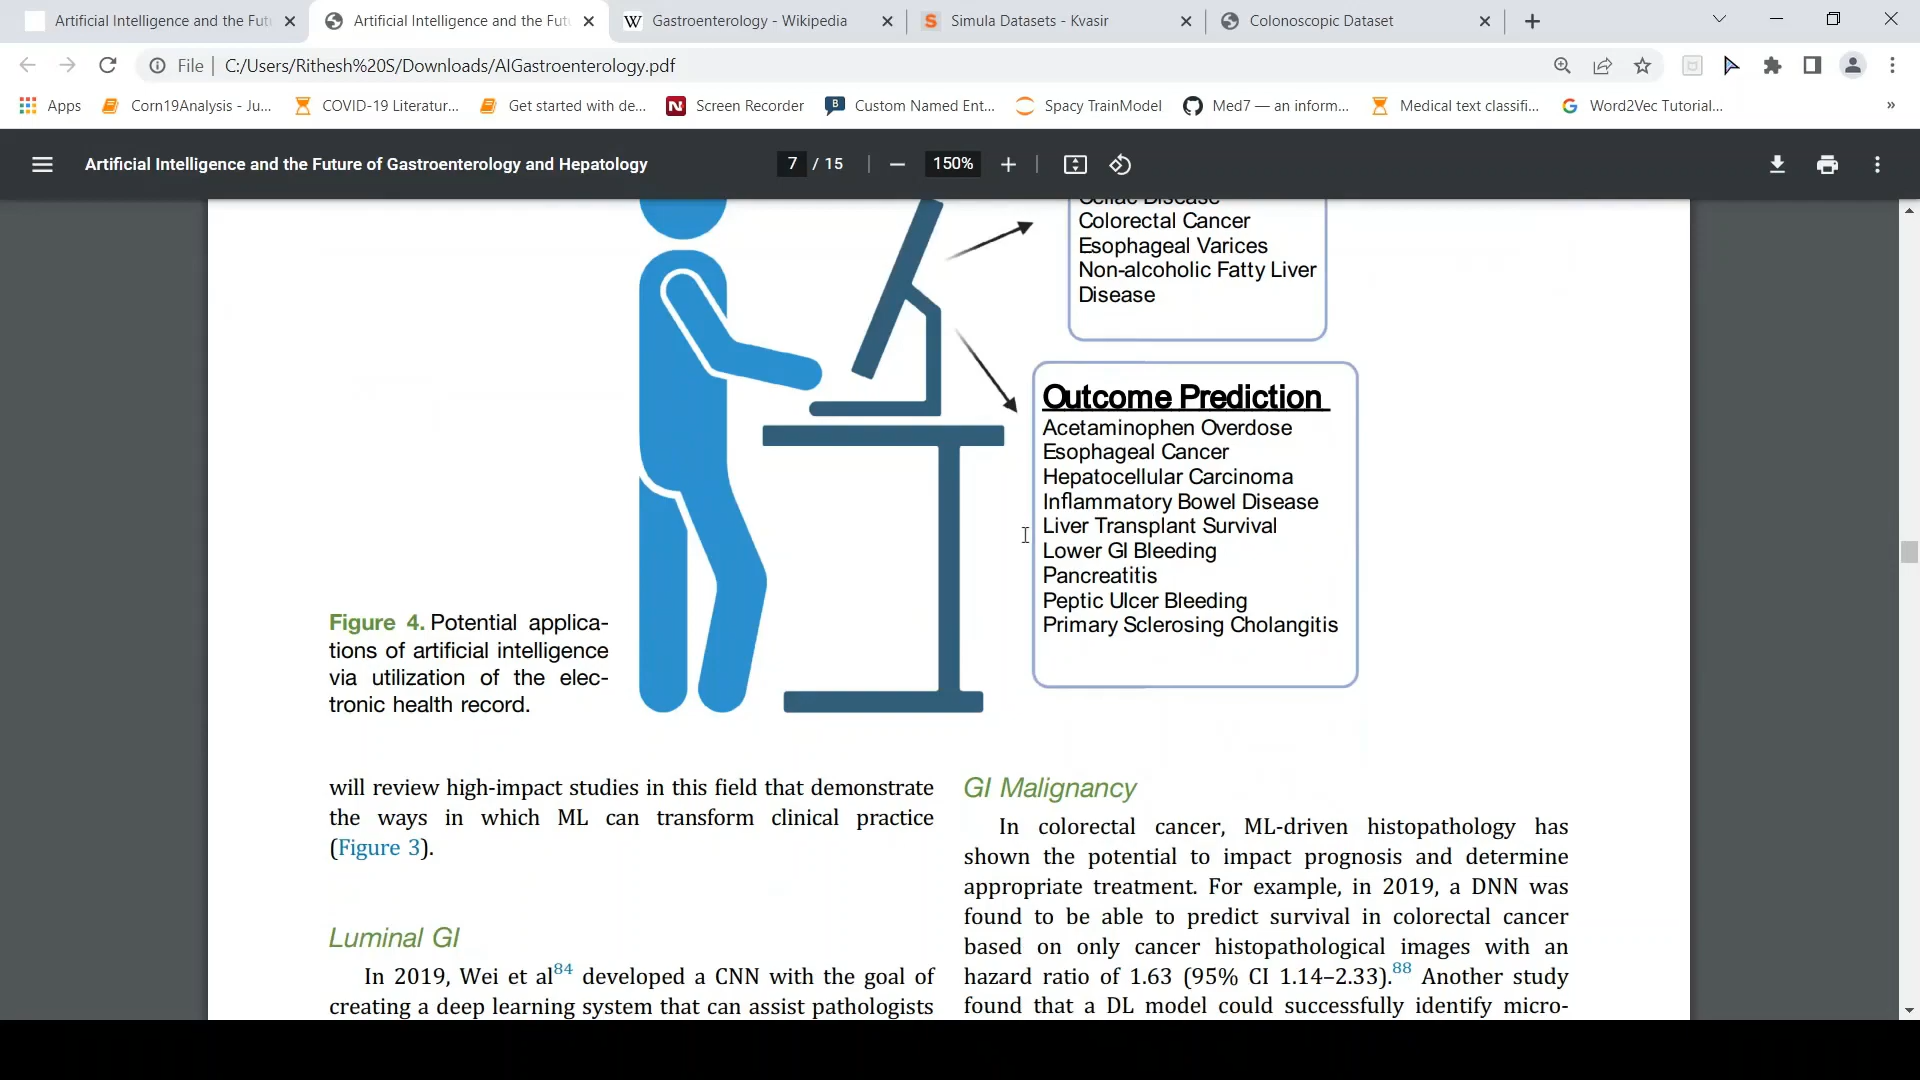 Artificial Intelligence and the Fut
Artificial Intelligence and the Fut
Gastroenterology - Wikipedia
Simula Datasets - Kvasir
Colonoscopic Dataset
File
C:/Users/Rithesh%20S/Downloads/AIGastroenterology.pdf
Apps
Corn19Analysis - Ju...
COVID-19 Literatur...
Get started with de...
Screen Recorder
Custom Named Ent...
Spacy TrainModel
Med7 — an inform...
Medical text classifi...
Word2Vec Tutorial...
»
Artificial Intelligence and the Future of Gastroenterology and Hepatology
7 / 15
150%
Celiac Disease
Colorectal Cancer
Esophageal Varices
Non-alcoholic Fatty Liver
Disease
Outcome Prediction
Acetaminophen Overdose
Esophageal Cancer
Hepatocellular Carcinoma
Inflammatory Bowel Disease
Liver Transplant Survival
Lower GI Bleeding
Pancreatitis
Peptic Ulcer Bleeding
Primary Sclerosing Cholangitis
Figure 4. Potential applica-
tions of artificial intelligence
via utilization of the elec-
tronic health record.
will review high-impact studies in this field that demonstrate
the ways in which ML can transform clinical practice
(Figure 3).
Luminal GI
In 2019, Wei et al84 developed a CNN with the goal of
creating a deep learning system that can assist pathologists
GI Malignancy
In colorectal cancer, ML-driven histopathology has
shown the potential to impact prognosis and determine
appropriate treatment. For example, in 2019, a DNN was
found to be able to predict survival in colorectal cancer
based on only cancer histopathological images with an
hazard ratio of 1.63 (95% CI 1.14–2.33).88 Another study
found that a DL model could successfully identify micro-